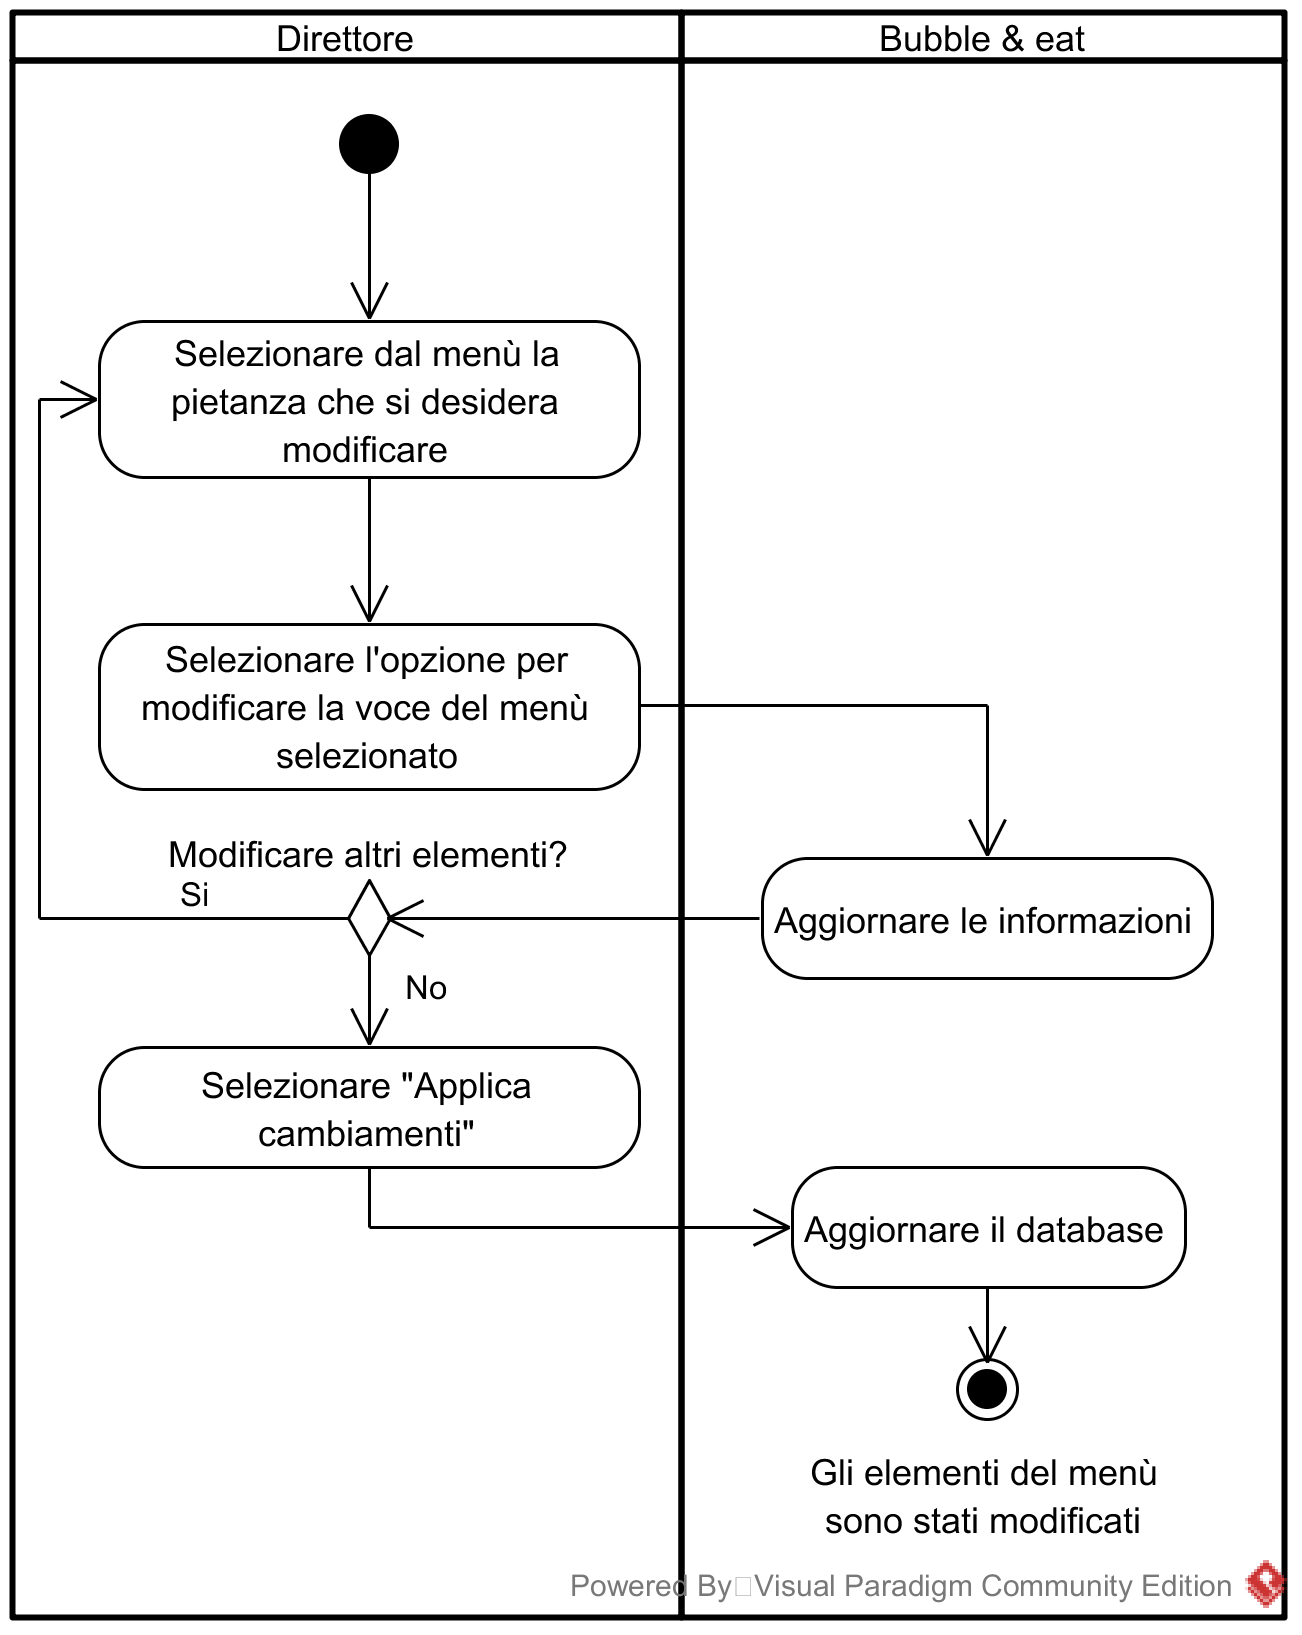 Direttore
Bubble & eat
Selezionare dal menù la
pietanza che si desidera
modificare
Selezionare l'opzione per
modificare la voce del menù
selezionato
Modificare altri elementi?
Si
Aggiornare le informazioni
No
Selezionare "Applica
cambiamenti"
Aggiornare il database
Gli elementi del menù
sono stati modificati
Powered By Visual Paradigm Community Edition